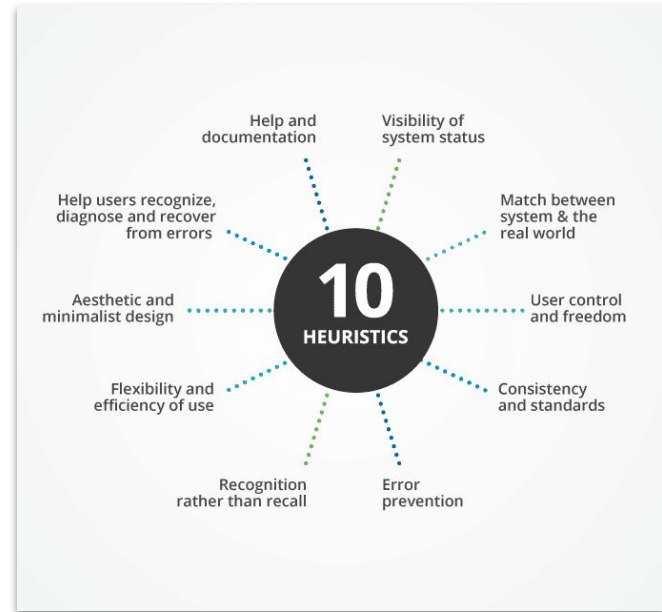 10
HEURISTICS
Visibility of
system status
Match between
system & the
real world
User control
and freedom
Consistency
and standards
Error
prevention
Recognition
rather than recall
Flexibility and
efficiency of use
Aesthetic and
minimalist design
Help users recognize,
diagnose and recover
from errors
Help and
documentation